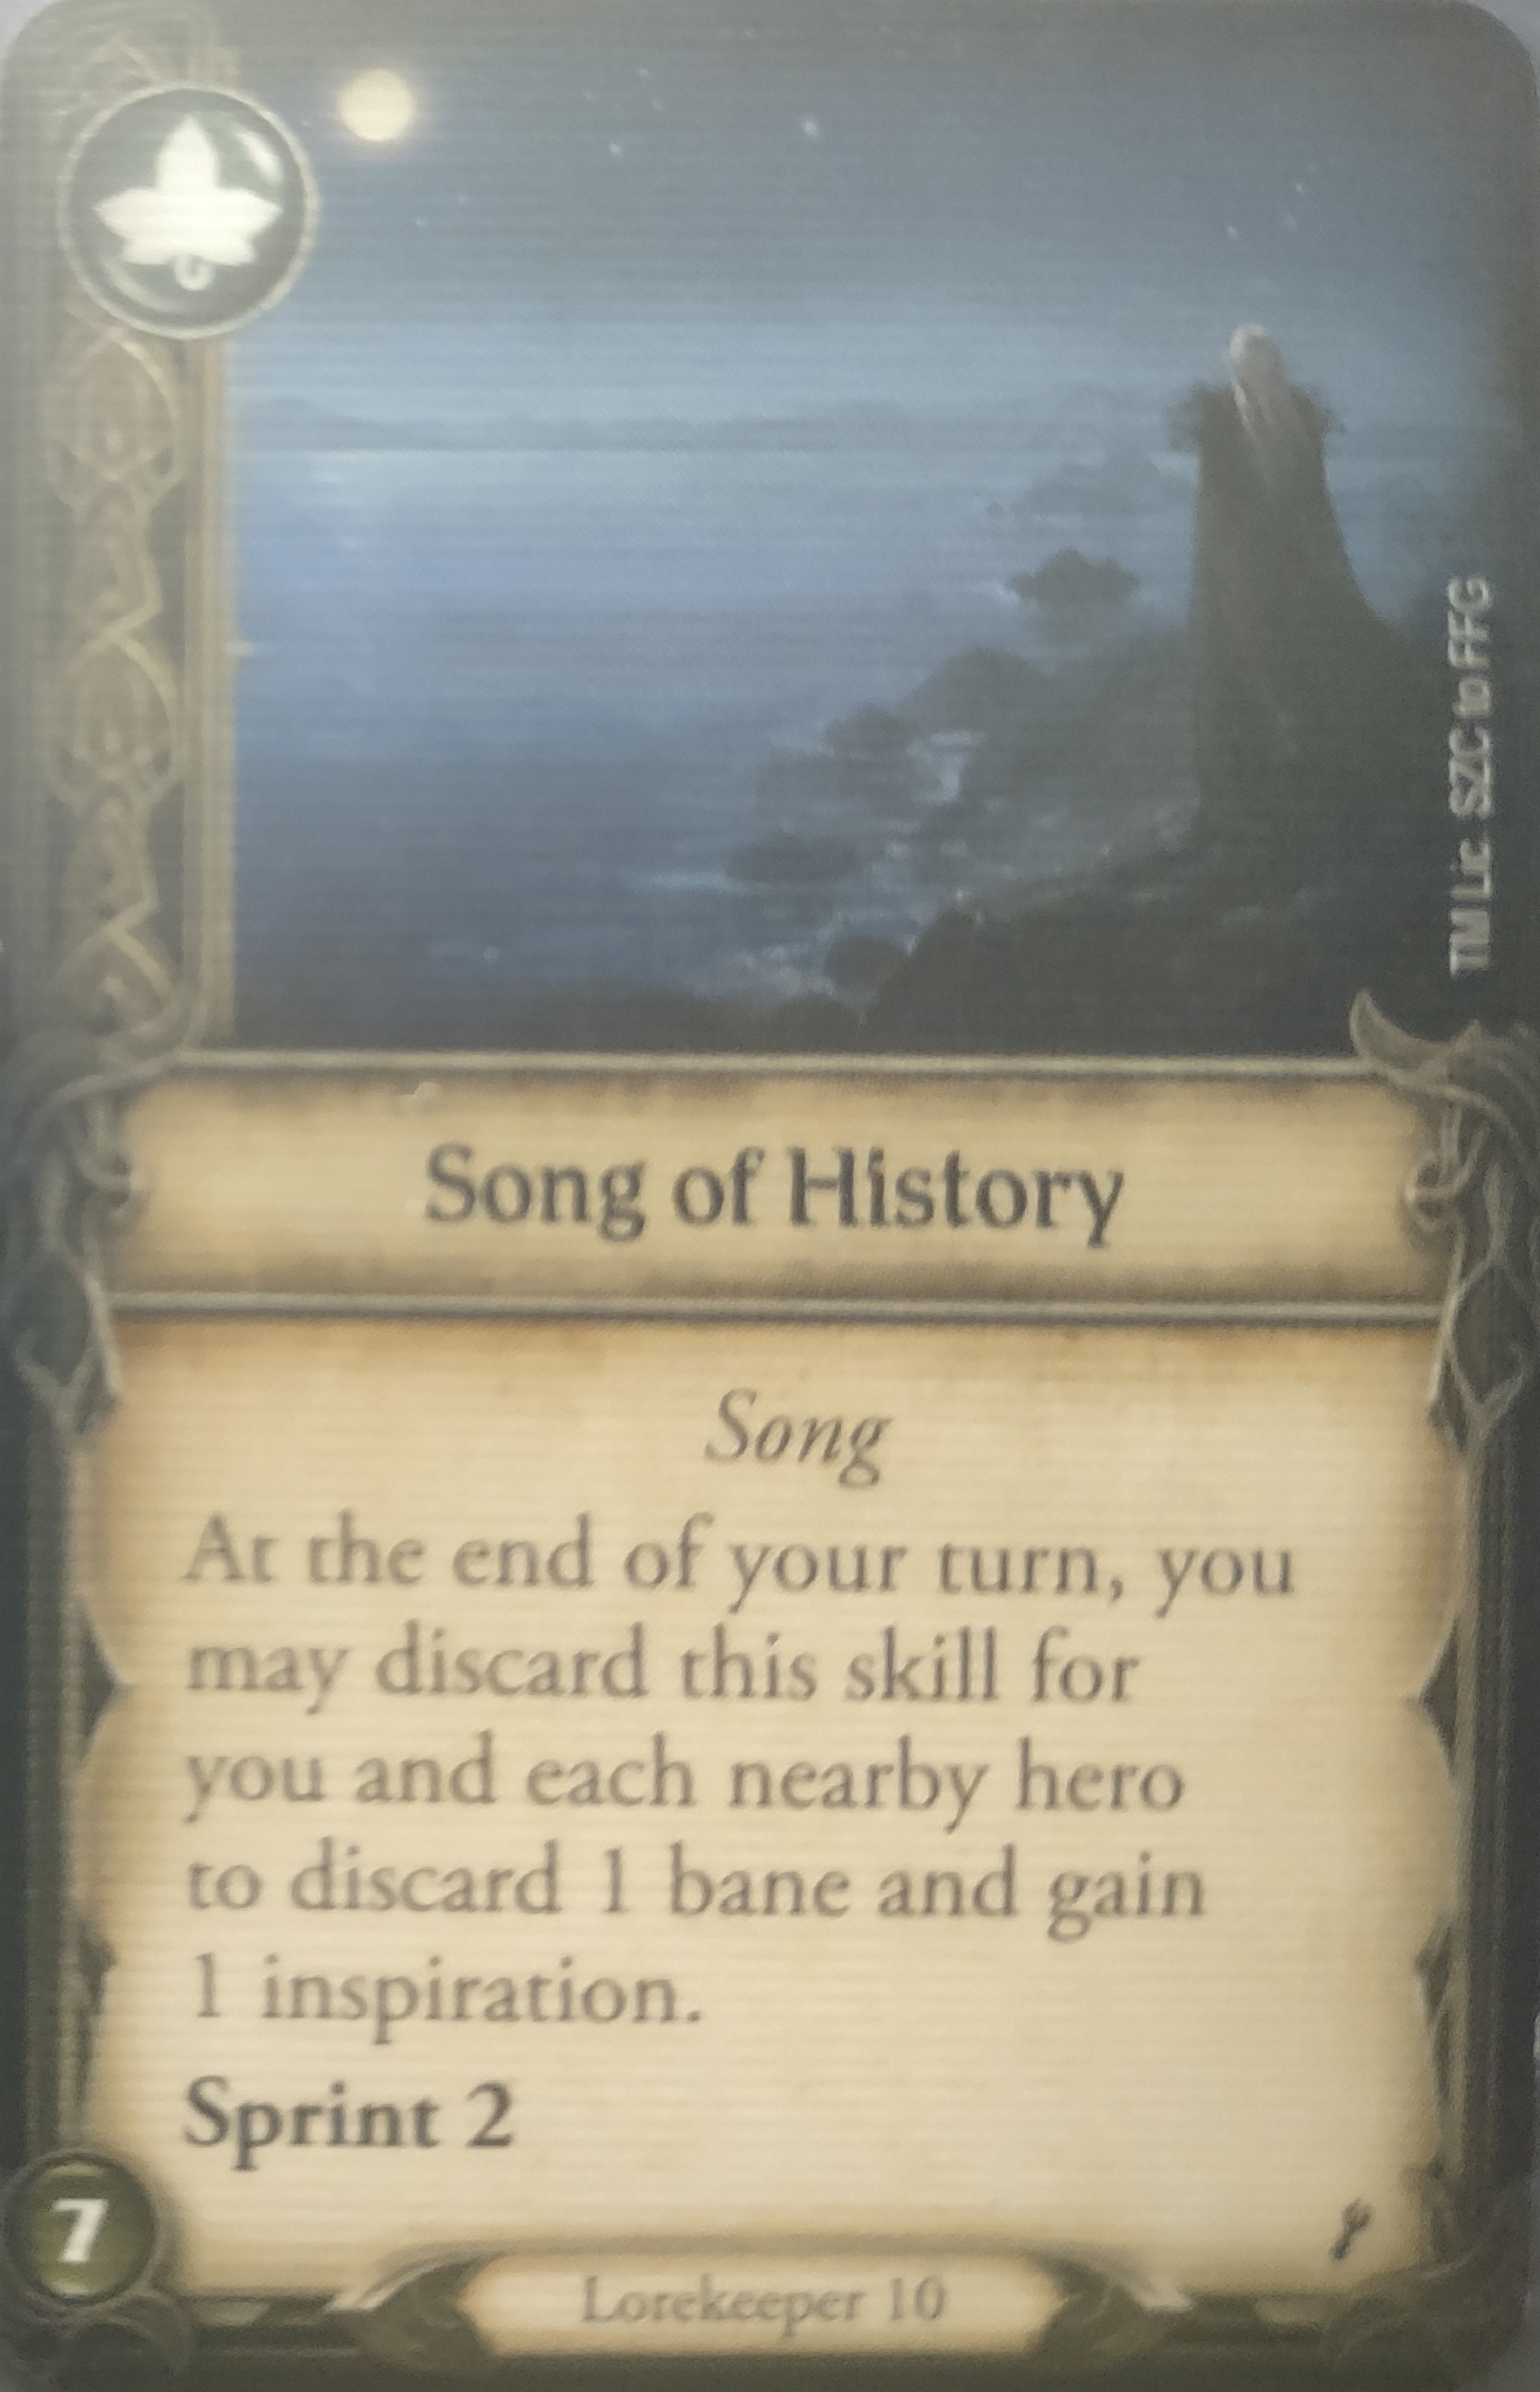 TM Lic. SZC to FFG
Song of History
Song
At the end of your turn, you
may discard this skill for
you and each nearby hero
to discard 1 bane and gain
1 inspiration.
Sprint 2
7
Lorekeeper 10